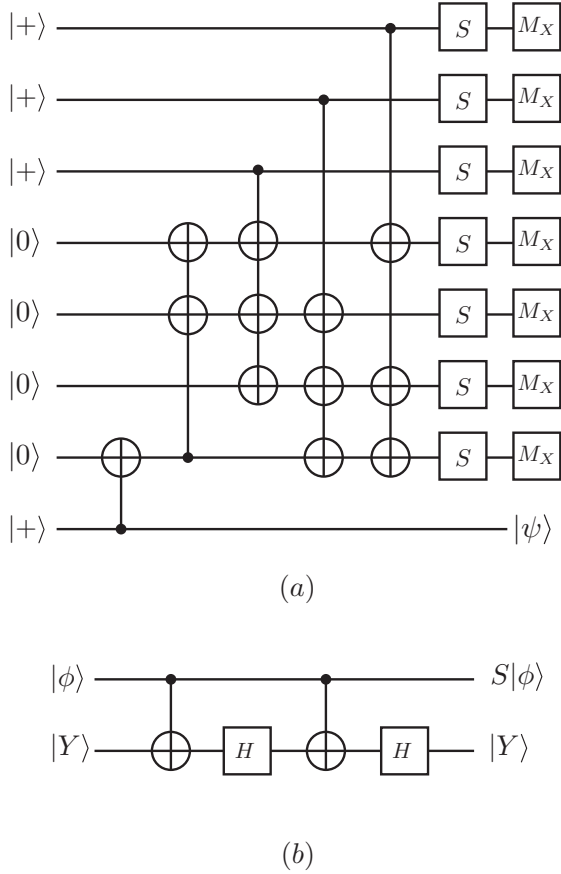 |+⟩ S M_X
|+⟩ S M_X
|+⟩ S M_X
|0⟩ S M_X
|0⟩ S M_X
|0⟩ S M_X
|0⟩ S M_X
|+⟩ |ψ⟩
(a)
|ϕ⟩ S|ϕ⟩
|Y⟩ H H |Y⟩
(b)